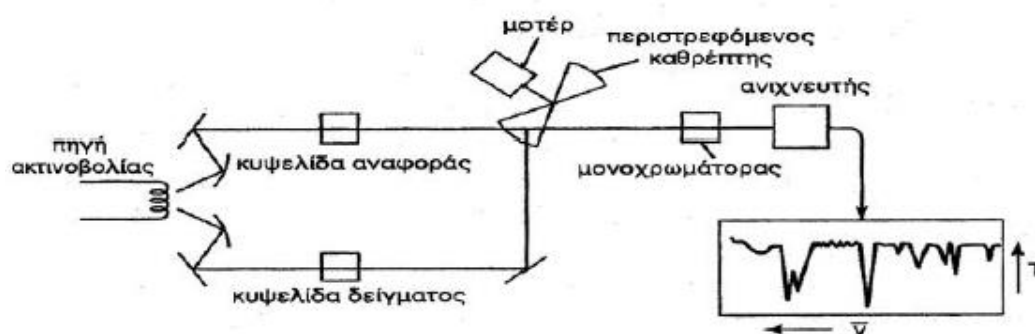 μοτέρ
περιστρεφόμενος
καθρέπτης
ανιχνευτής
πηγή
ακτινοβολίας
κυψελίδα αναφοράς
μονοχρωμάτορας
κυψελίδα δείγματος
T
ν̅